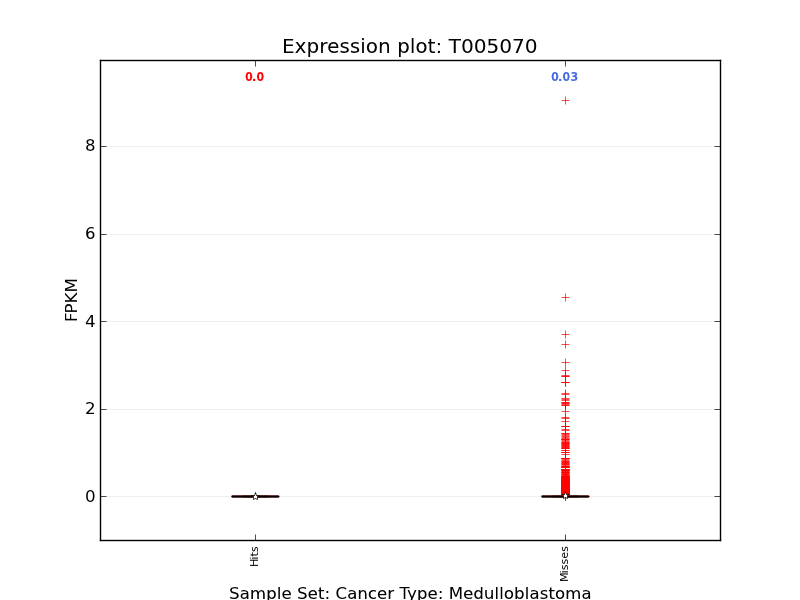 Expression plot: T005070
0.0
0.03
8
6
4
2
0
FPKM
Hits
Misses
Sample Set: Cancer Type: Medulloblastoma